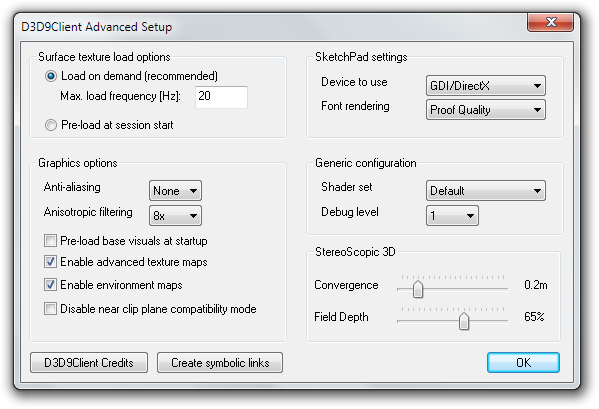 D3D9Client Advanced Setup
Surface texture load options
Load on demand (recommended)
Max. load frequency [Hz]: 20
Pre-load at session start
SketchPad settings
Device to use GDI/DirectX
Font rendering Proof Quality
Graphics options
Anti-aliasing None
Anisotropic filtering 8x
Pre-load base visuals at startup
Enable advanced texture maps
Enable environment maps
Disable near clip plane compatibility mode
Generic configuration
Shader set Default
Debug level 1
StereoScopic 3D
Convergence 0.2m
Field Depth 65%
D3D9Client Credits
Create symbolic links
OK